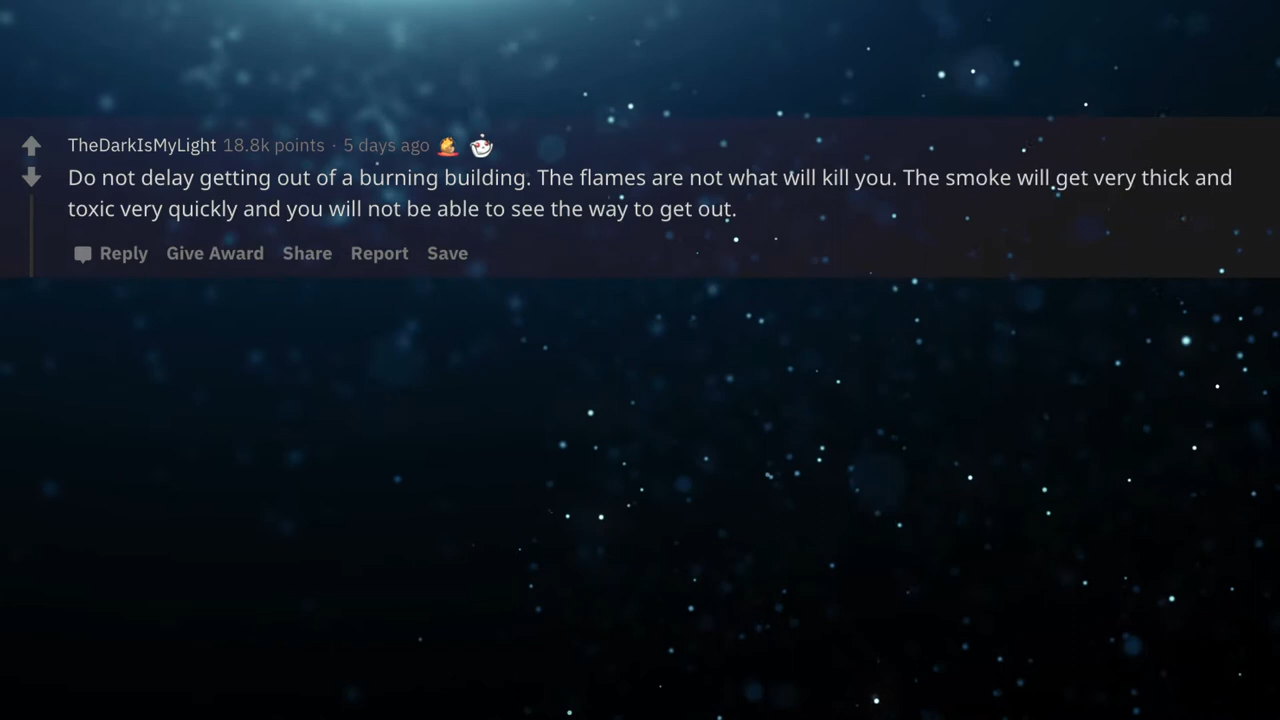 TheDarkIsMyLight 18.8k points · 5 days ago
Do not delay getting out of a burning building. The flames are not what will kill you. The smoke will get very thick and
toxic very quickly and you will not be able to see the way to get out.
Reply Give Award Share Report Save